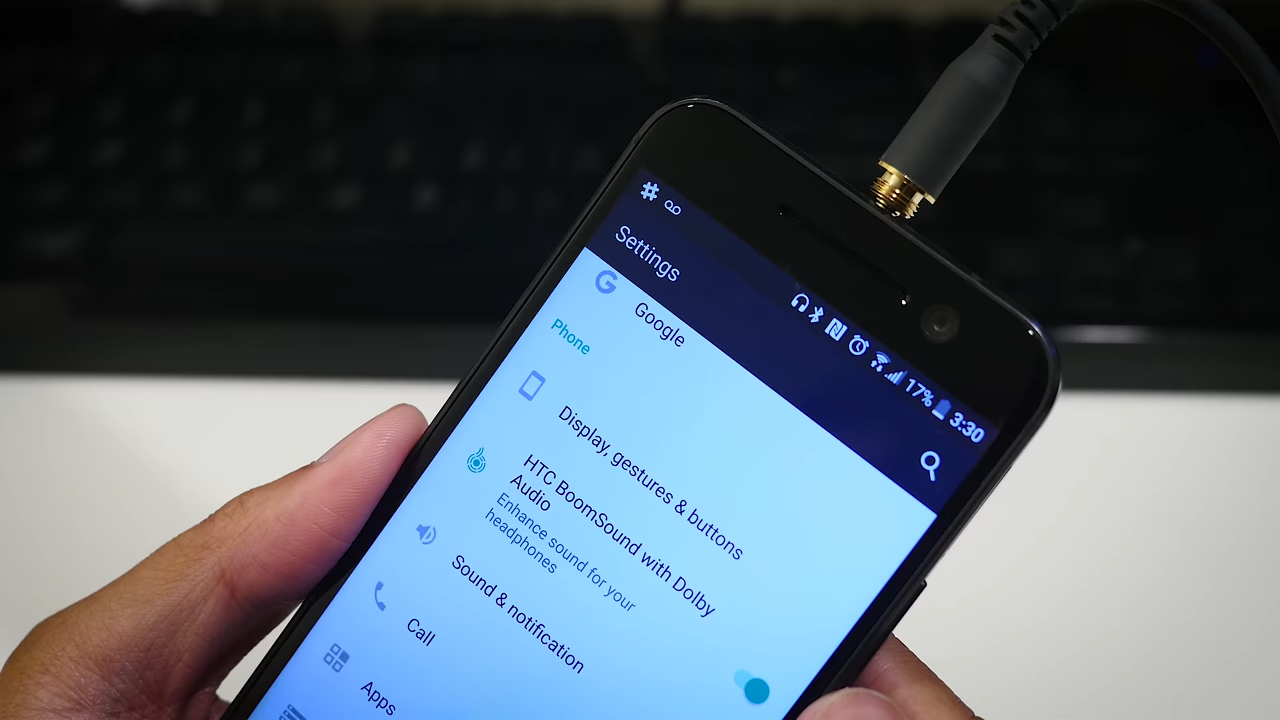 17% 3:30
Settings
Google
Phone
Display, gestures & buttons
HTC BoomSound with Dolby
Audio
Enhance sound for your
headphones
Sound & notification
Call
Apps